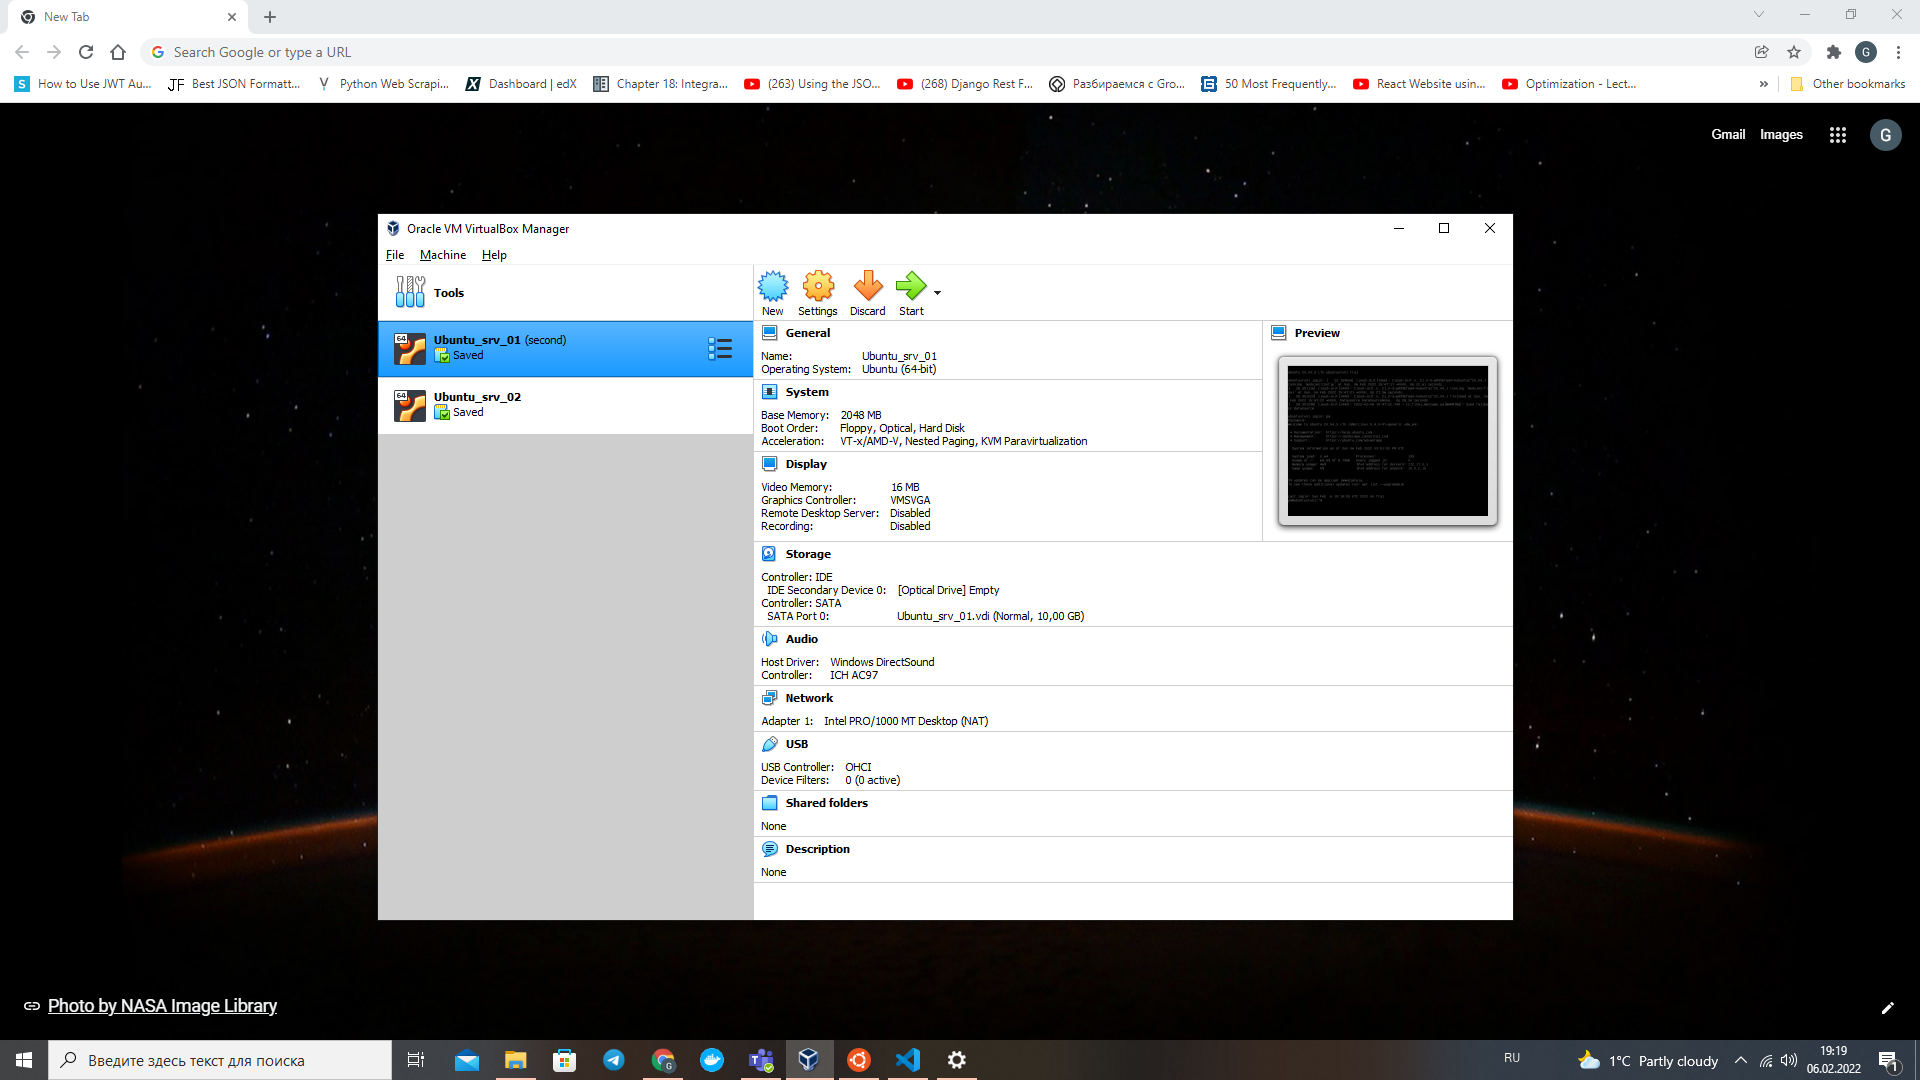 New Tab
Search Google or type a URL
G
How to Use JWT Au...
JF Best JSON Formatt...
Python Web Scrapi...
Dashboard | edX
Chapter 18: Integra...
(263) Using the JSO...
(268) Django Rest F...
Разбираемся с Gro...
50 Most Frequently...
React Website usin...
Optimization - Lect...
» Other bookmarks
Gmail Images G
Oracle VM VirtualBox Manager
File Machine Help
Tools
New Settings Discard Start
64 Ubuntu_srv_01 (second)
Saved
64 Ubuntu_srv_02
Saved
General
Name: Ubuntu_srv_01
Operating System: Ubuntu (64-bit)
Preview
System
Base Memory: 2048 MB
Boot Order: Floppy, Optical, Hard Disk
Acceleration: VT-x/AMD-V, Nested Paging, KVM Paravirtualization
Display
Video Memory: 16 MB
Graphics Controller: VMSVGA
Remote Desktop Server: Disabled
Recording: Disabled
Storage
Controller: IDE
IDE Secondary Device 0: [Optical Drive] Empty
Controller: SATA
SATA Port 0: Ubuntu_srv_01.vdi (Normal, 10,00 GB)
Audio
Host Driver: Windows DirectSound
Controller: ICH AC97
Network
Adapter 1: Intel PRO/1000 MT Desktop (NAT)
USB
USB Controller: OHCI
Device Filters: 0 (0 active)
Shared folders
None
Description
None
Photo by NASA Image Library
Введите здесь текст для поиска
RU
1°C Partly cloudy
19:19
06.02.2022
1